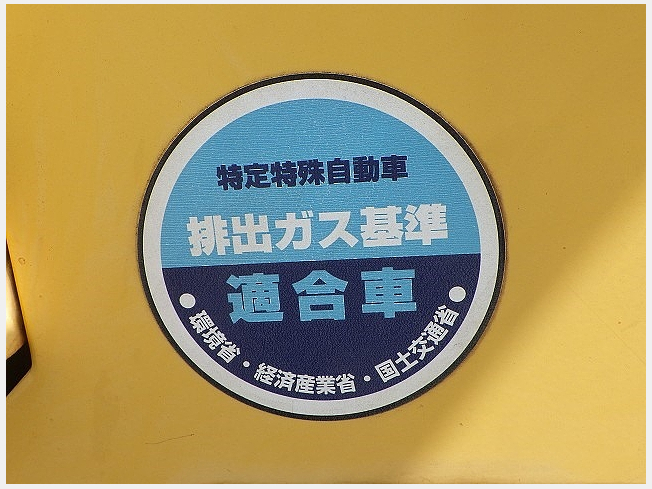 特定特殊自動車
排出ガス基準
適合車
環境省・経済産業省・国土交通省